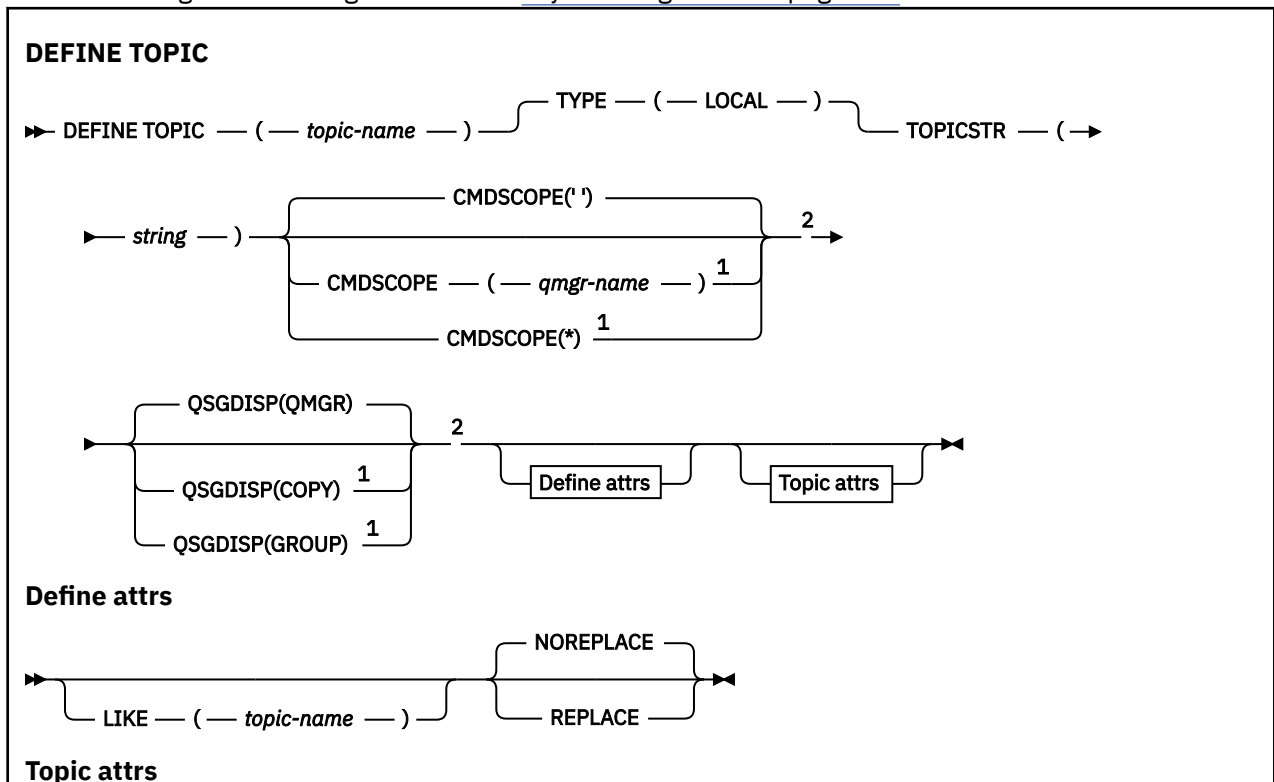 DEFINE TOPIC
TYPE ( LOCAL )
DEFINE TOPIC ( topic-name ) TOPICSTR (
CMDSCOPE(' ')
string ) 2
CMDSCOPE ( qmgr-name ) 1
CMDSCOPE(*) 1
QSGDISP(QMGR)
2
QSGDISP(COPY) 1 Define attrs Topic attrs
QSGDISP(GROUP) 1
Define attrs
NOREPLACE
LIKE ( topic-name ) REPLACE
Topic attrs